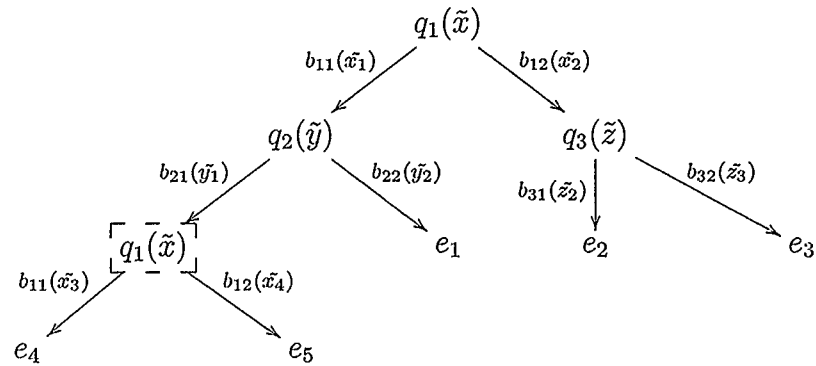 q₁(x̃)
b₁₁(x̃₁) b₁₂(x̃₂)
q₂(ỹ) q₃(z̃)
b₂₁(ỹ₁) b₂₂(ỹ₂) b₃₁(z̃₂) b₃₂(z̃₃)
q₁(x̃) e₁ e₂ e₃
b₁₁(x̃₃) b₁₂(x̃₄)
e₄ e₅